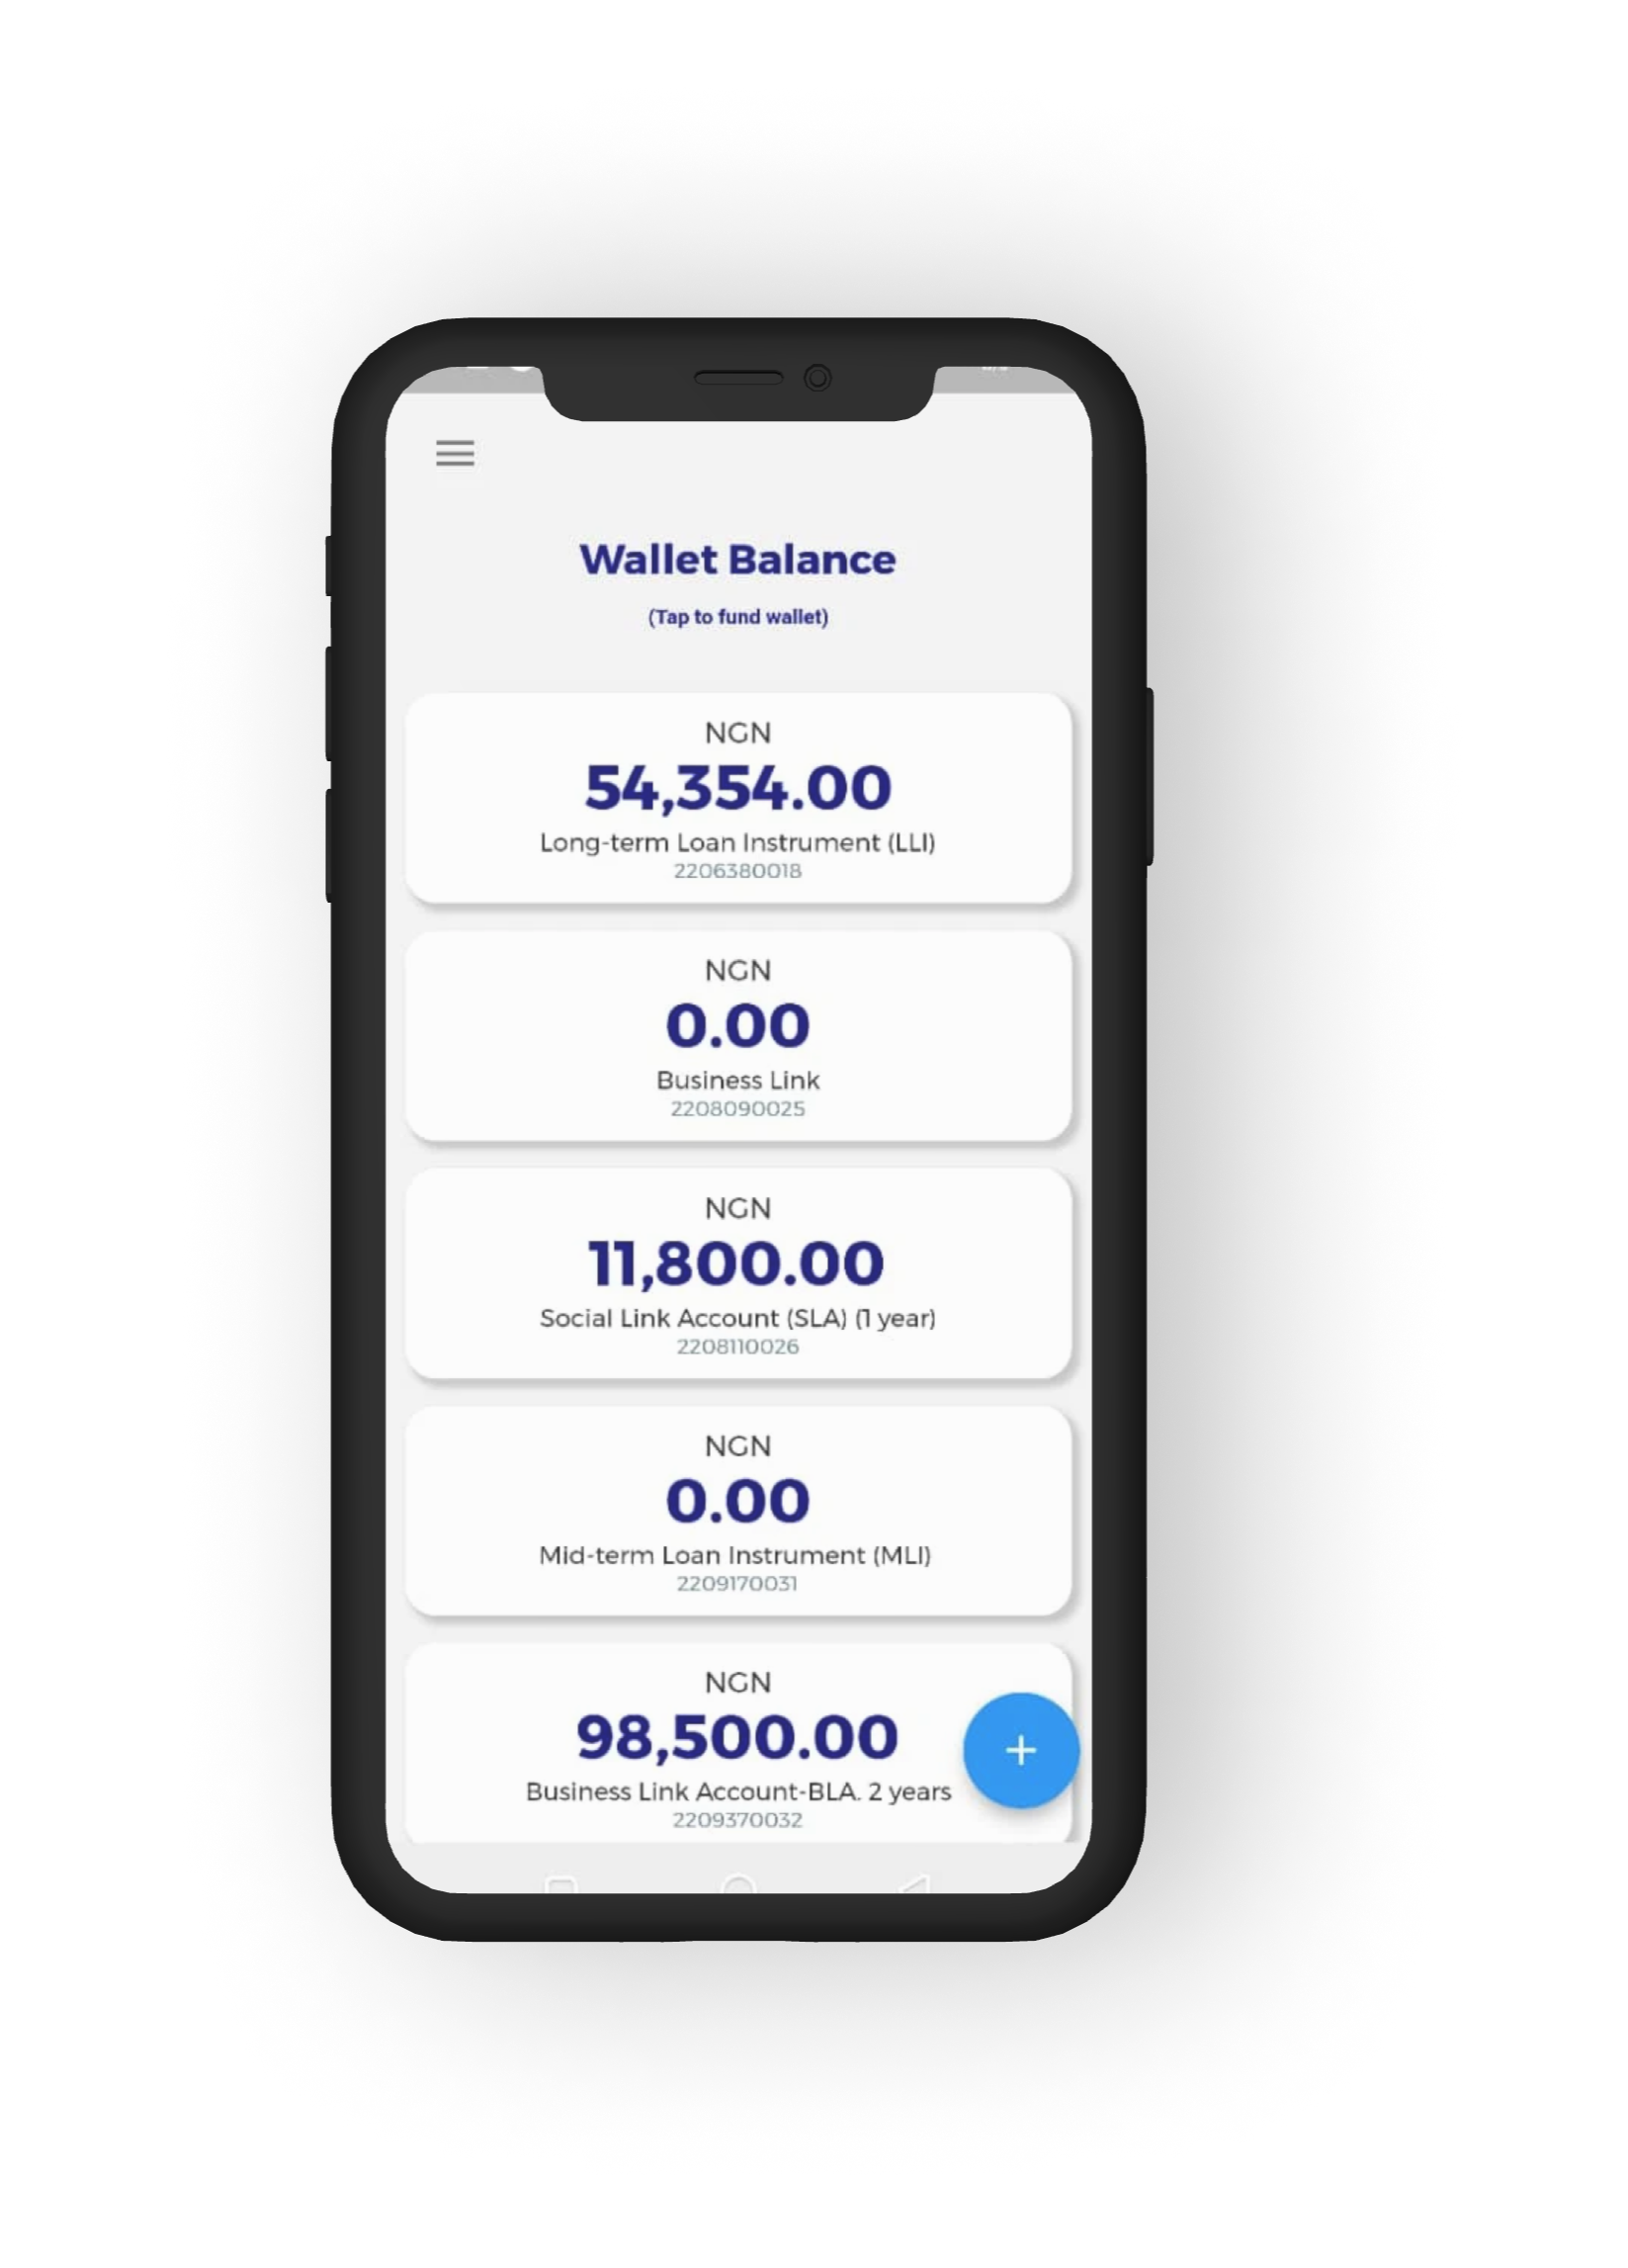 Wallet Balance
(Tap to fund wallet)
NGN
54,354.00
Long-term Loan Instrument (LLI)
2206380018
NGN
0.00
Business Link
2208090025
NGN
11,800.00
Social Link Account (SLA) (1 year)
2208110026
NGN
0.00
Mid-term Loan Instrument (MLI)
2209170031
NGN
98,500.00
Business Link Account-BLA. 2 years
2209370032